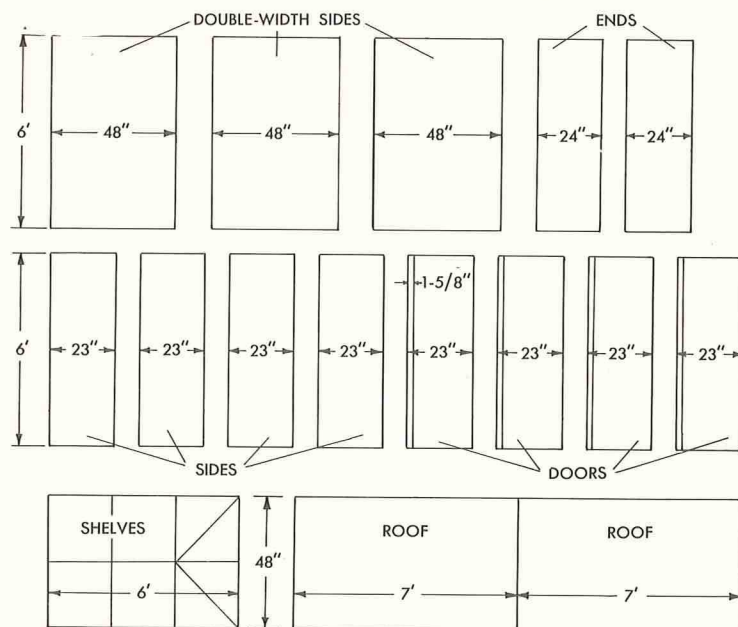 DOUBLE-WIDTH SIDES ENDS
6' 48" 48" 48" 24" 24"
1-5/8"
6' 23" 23" 23" 23" 23" 23" 23" 23"
SIDES DOORS
SHELVES ROOF ROOF
48"
6' 7' 7'